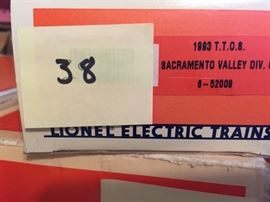 38
1993 T.T.O.S.
SACRAMENTO VALLEY DIV.
6-52009
LIONEL ELECTRIC TRAINS